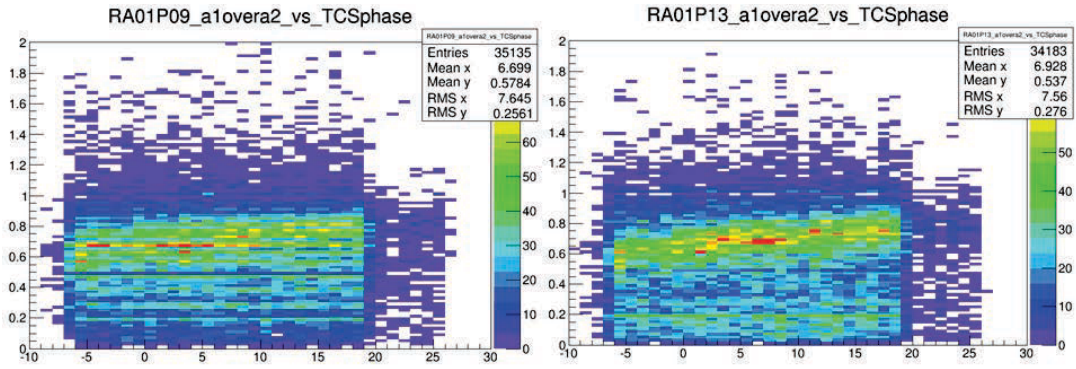 RA01P09_a1overa2_vs_TCSphase
RA01P09_a1overa2_vs_TCSphase
Entries 35135
Mean x 6.699
Mean y 0.5784
RMS x 7.645
RMS y 0.2561
2
1.8
1.6
1.4
1.2
1
0.8
0.6
0.4
0.2
0
-10 -5 0 5 10 15 20 25 30
60
50
40
30
20
10
0
RA01P13_a1overa2_vs_TCSphase
RA01P13_a1overa2_vs_TCSphase
Entries 34183
Mean x 6.928
Mean y 0.537
RMS x 7.56
RMS y 0.276
2
1.8
1.6
1.4
1.2
1
0.8
0.6
0.4
0.2
0
-10 -5 0 5 10 15 20 25 30
50
40
30
20
10
0